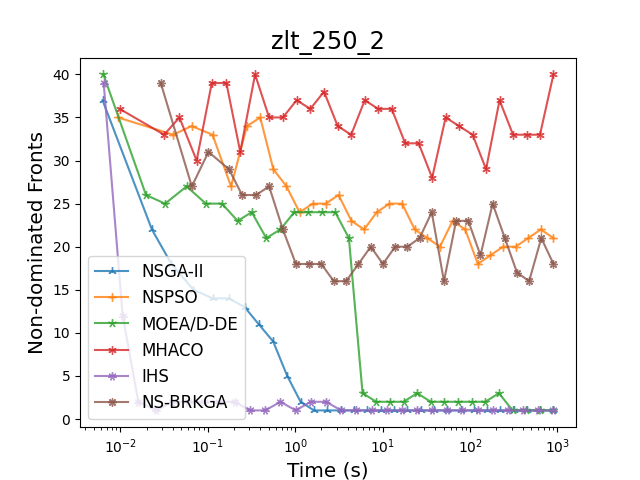 zlt_250_2
Non-dominated Fronts
40
35
30
25
20
15
10
5
0
NSGA-II
NSPSO
MOEA/D-DE
MHACO
IHS
NS-BRKGA
10⁻² 10⁻¹ 10⁰ 10¹ 10² 10³
Time (s)